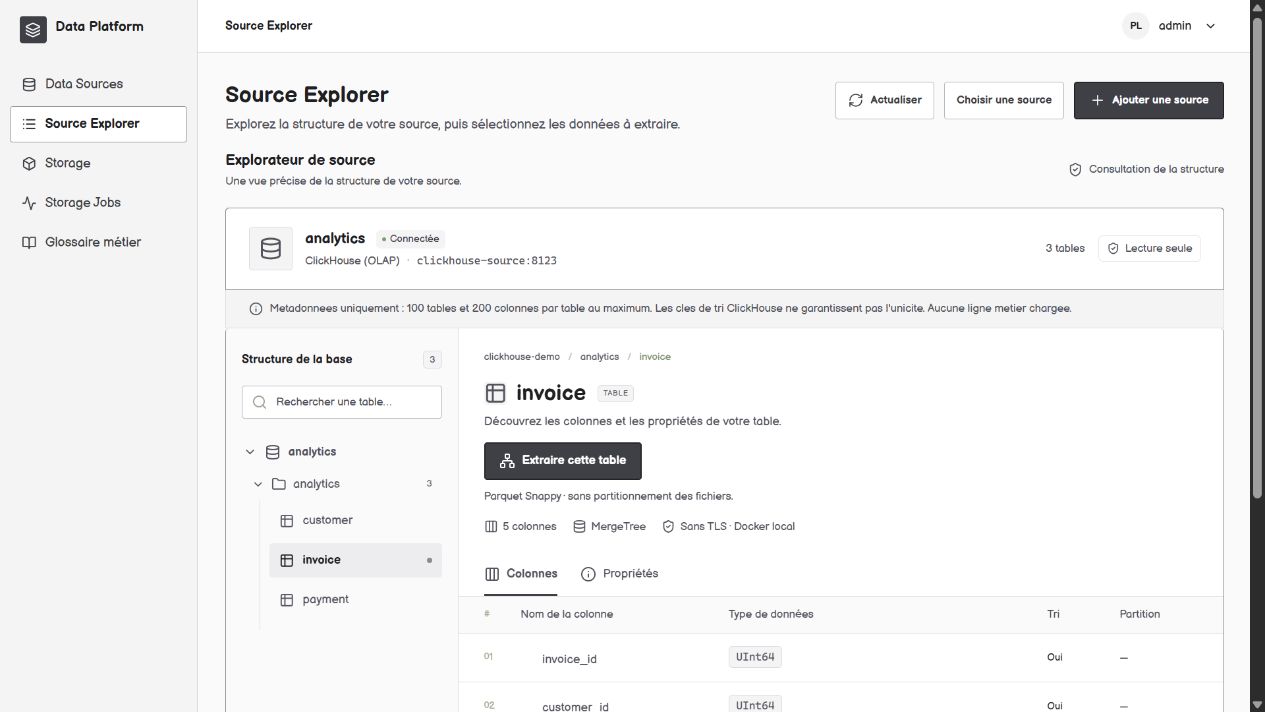 Data Platform
Source Explorer
PL admin
Data Sources
Source Explorer
Storage
Storage Jobs
Glossaire métier
Source Explorer
Explorez la structure de votre source, puis sélectionnez les données à extraire.
Actualiser
Choisir une source
+ Ajouter une source
Explorateur de source
Une vue précise de la structure de votre source.
Consultation de la structure
analytics • Connectée
ClickHouse (OLAP) · clickhouse-source:8123
3 tables
Lecture seule
Metadonnees uniquement : 100 tables et 200 colonnes par table au maximum. Les cles de tri ClickHouse ne garantissent pas l'unicite. Aucune ligne metier chargee.
Structure de la base 3
Rechercher une table...
analytics
analytics 3
customer
invoice
payment
clickhouse-demo / analytics / invoice
invoice TABLE
Découvrez les colonnes et les propriétés de votre table.
Extraire cette table
Parquet Snappy · sans partitionnement des fichiers.
5 colonnes MergeTree Sans TLS · Docker local
Colonnes Propriétés
# Nom de la colonne Type de données Tri Partition
01 invoice_id UInt64 Oui —
02 customer_id UInt64 Oui —